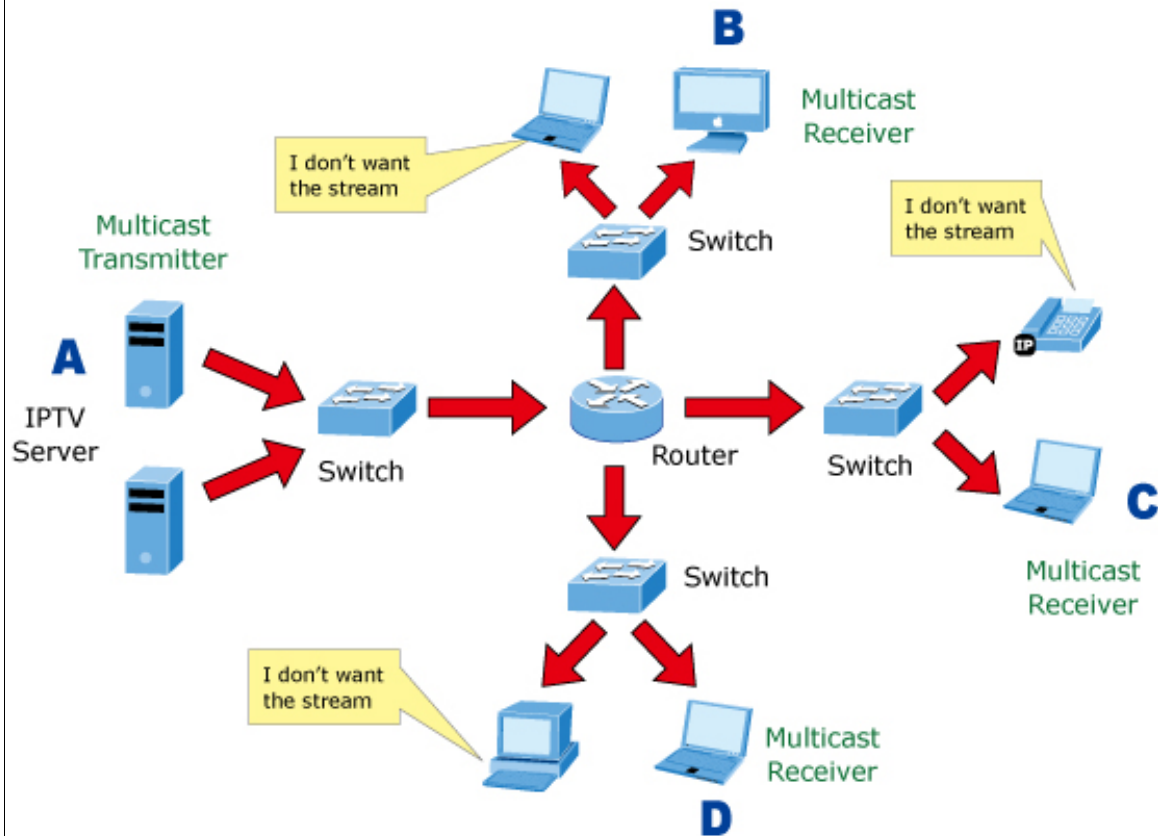 B
Multicast
Receiver
I don't want
the stream
I don't want
the stream
Multicast
Transmitter
Switch
A
IPTV
Server
IP
Switch
Router
Switch
C
Switch
Multicast
Receiver
I don't want
the stream
Multicast
Receiver
D